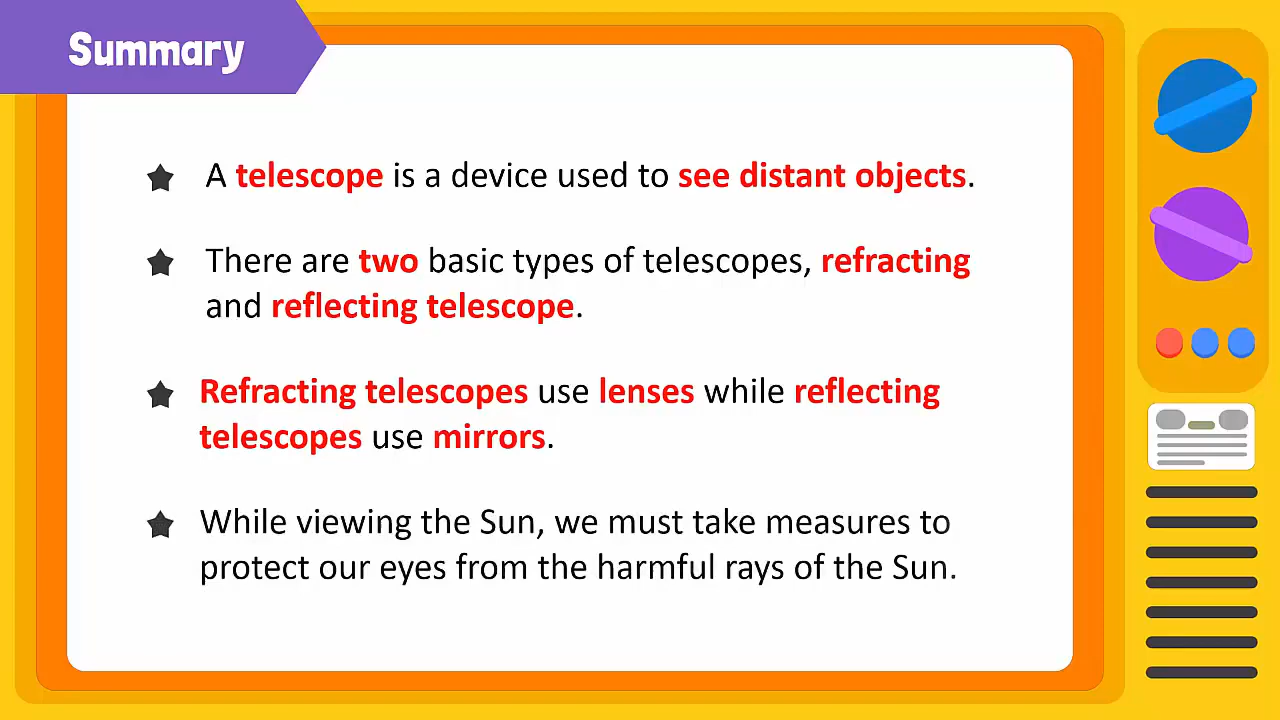 Summary
A telescope is a device used to see distant objects.
There are two basic types of telescopes, refracting
and reflecting telescope.
Refracting telescopes use lenses while reflecting
telescopes use mirrors.
While viewing the Sun, we must take measures to
protect our eyes from the harmful rays of the Sun.